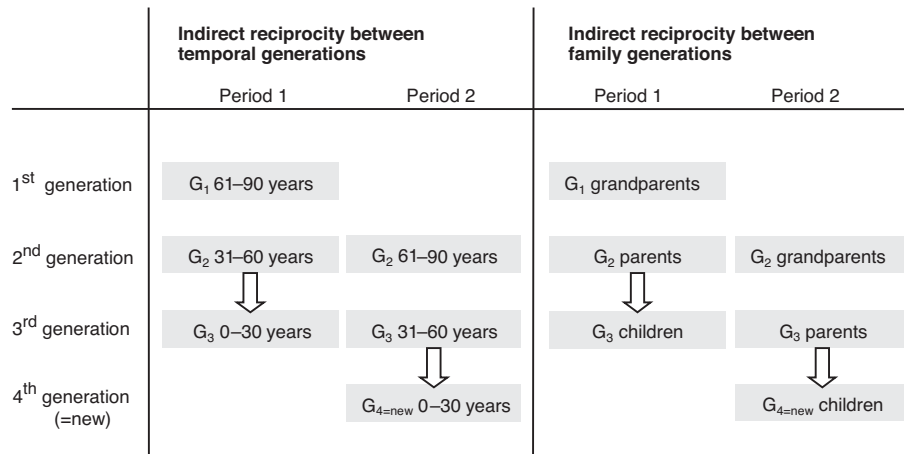 Indirect reciprocity between
temporal generations
Indirect reciprocity between
family generations
Period 1
Period 2
Period 1
Period 2
1st generation
G1 61–90 years
G1 grandparents
2nd generation
G2 31–60 years
G2 61–90 years
G2 parents
G2 grandparents
3rd generation
G3 0–30 years
G3 31–60 years
G3 children
G3 parents
4th generation
(=new)
G4=new 0–30 years
G4=new children